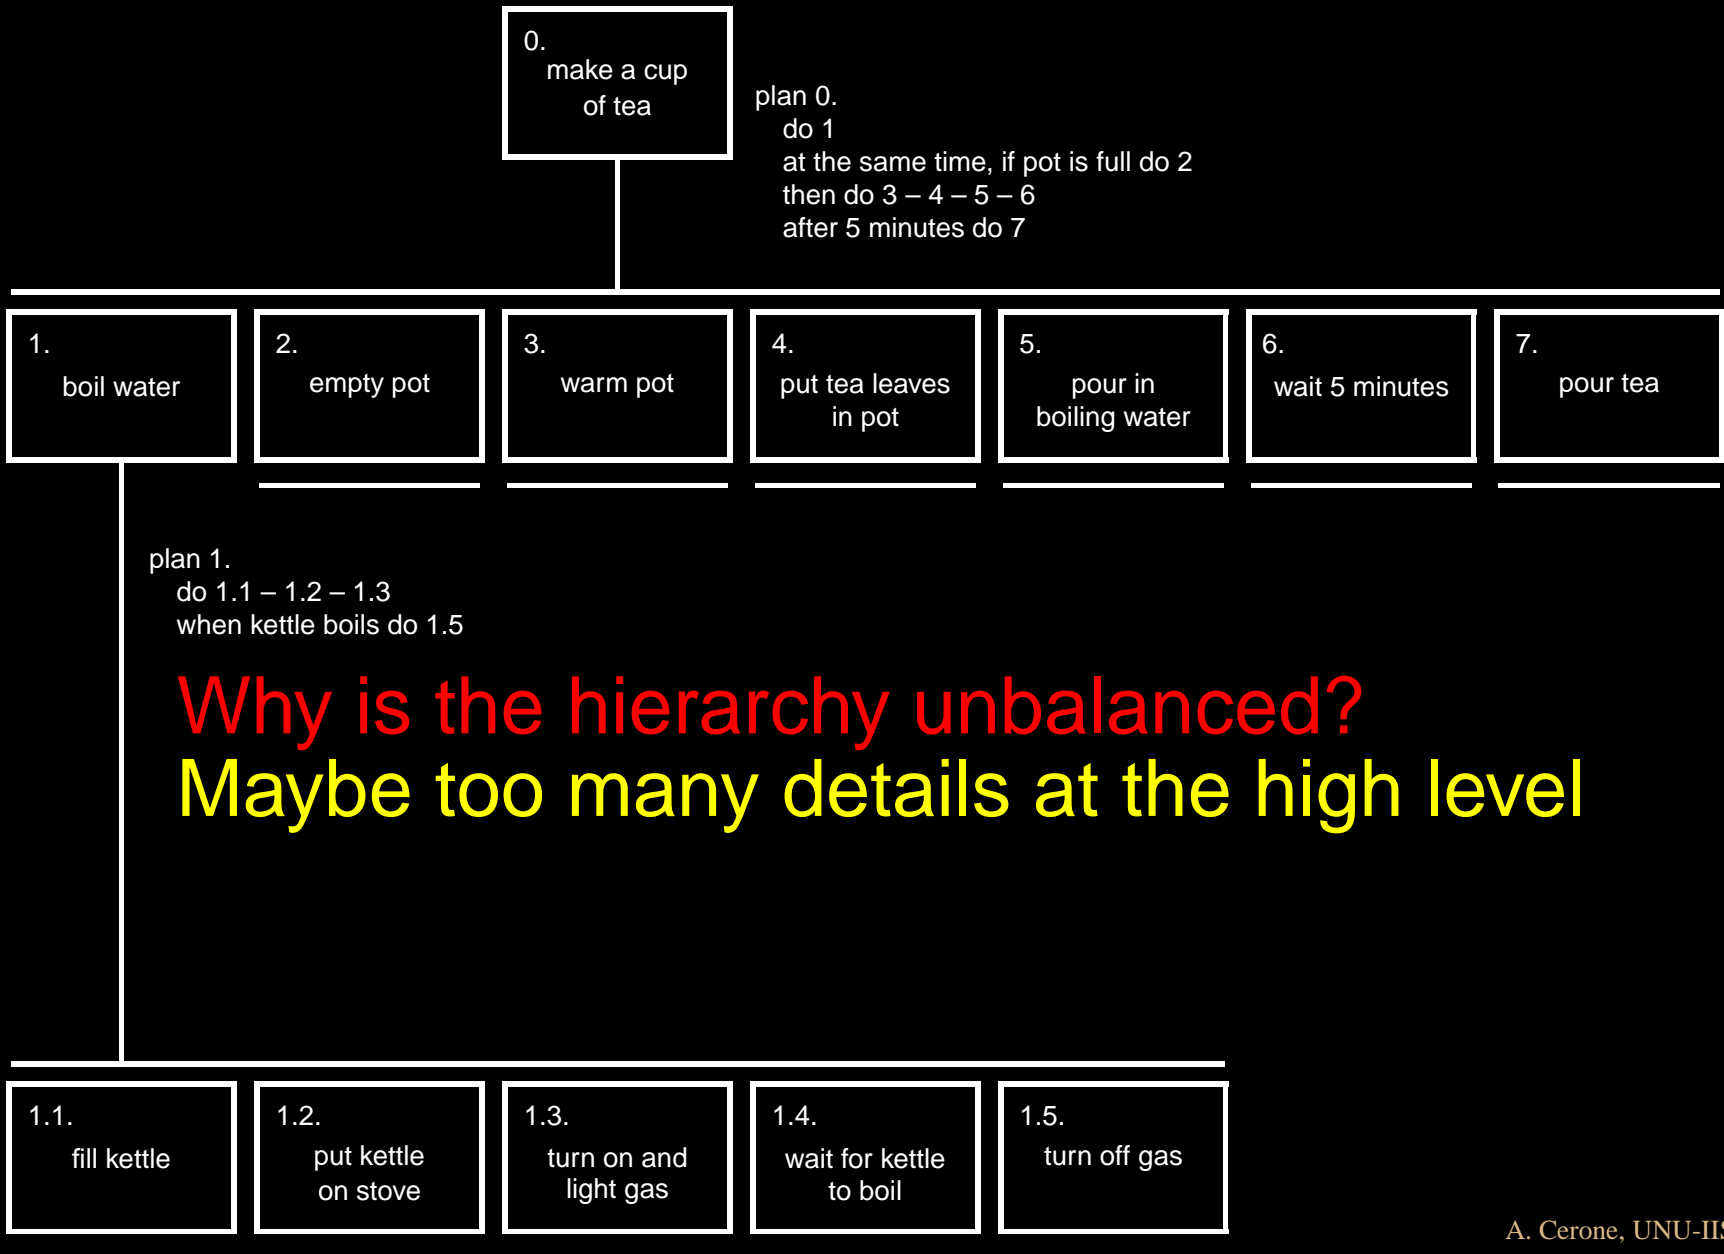 0.
make a cup
of tea
plan 0.
do 1
at the same time, if pot is full do 2
then do 3 – 4 – 5 – 6
after 5 minutes do 7
1.
boil water
2.
empty pot
3.
warm pot
4.
put tea leaves
in pot
5.
pour in
boiling water
6.
wait 5 minutes
7.
pour tea
plan 1.
do 1.1 – 1.2 – 1.3
when kettle boils do 1.5
Why is the hierarchy unbalanced?
Maybe too many details at the high level
1.1.
fill kettle
1.2.
put kettle
on stove
1.3.
turn on and
light gas
1.4.
wait for kettle
to boil
1.5.
turn off gas
A. Cerone,